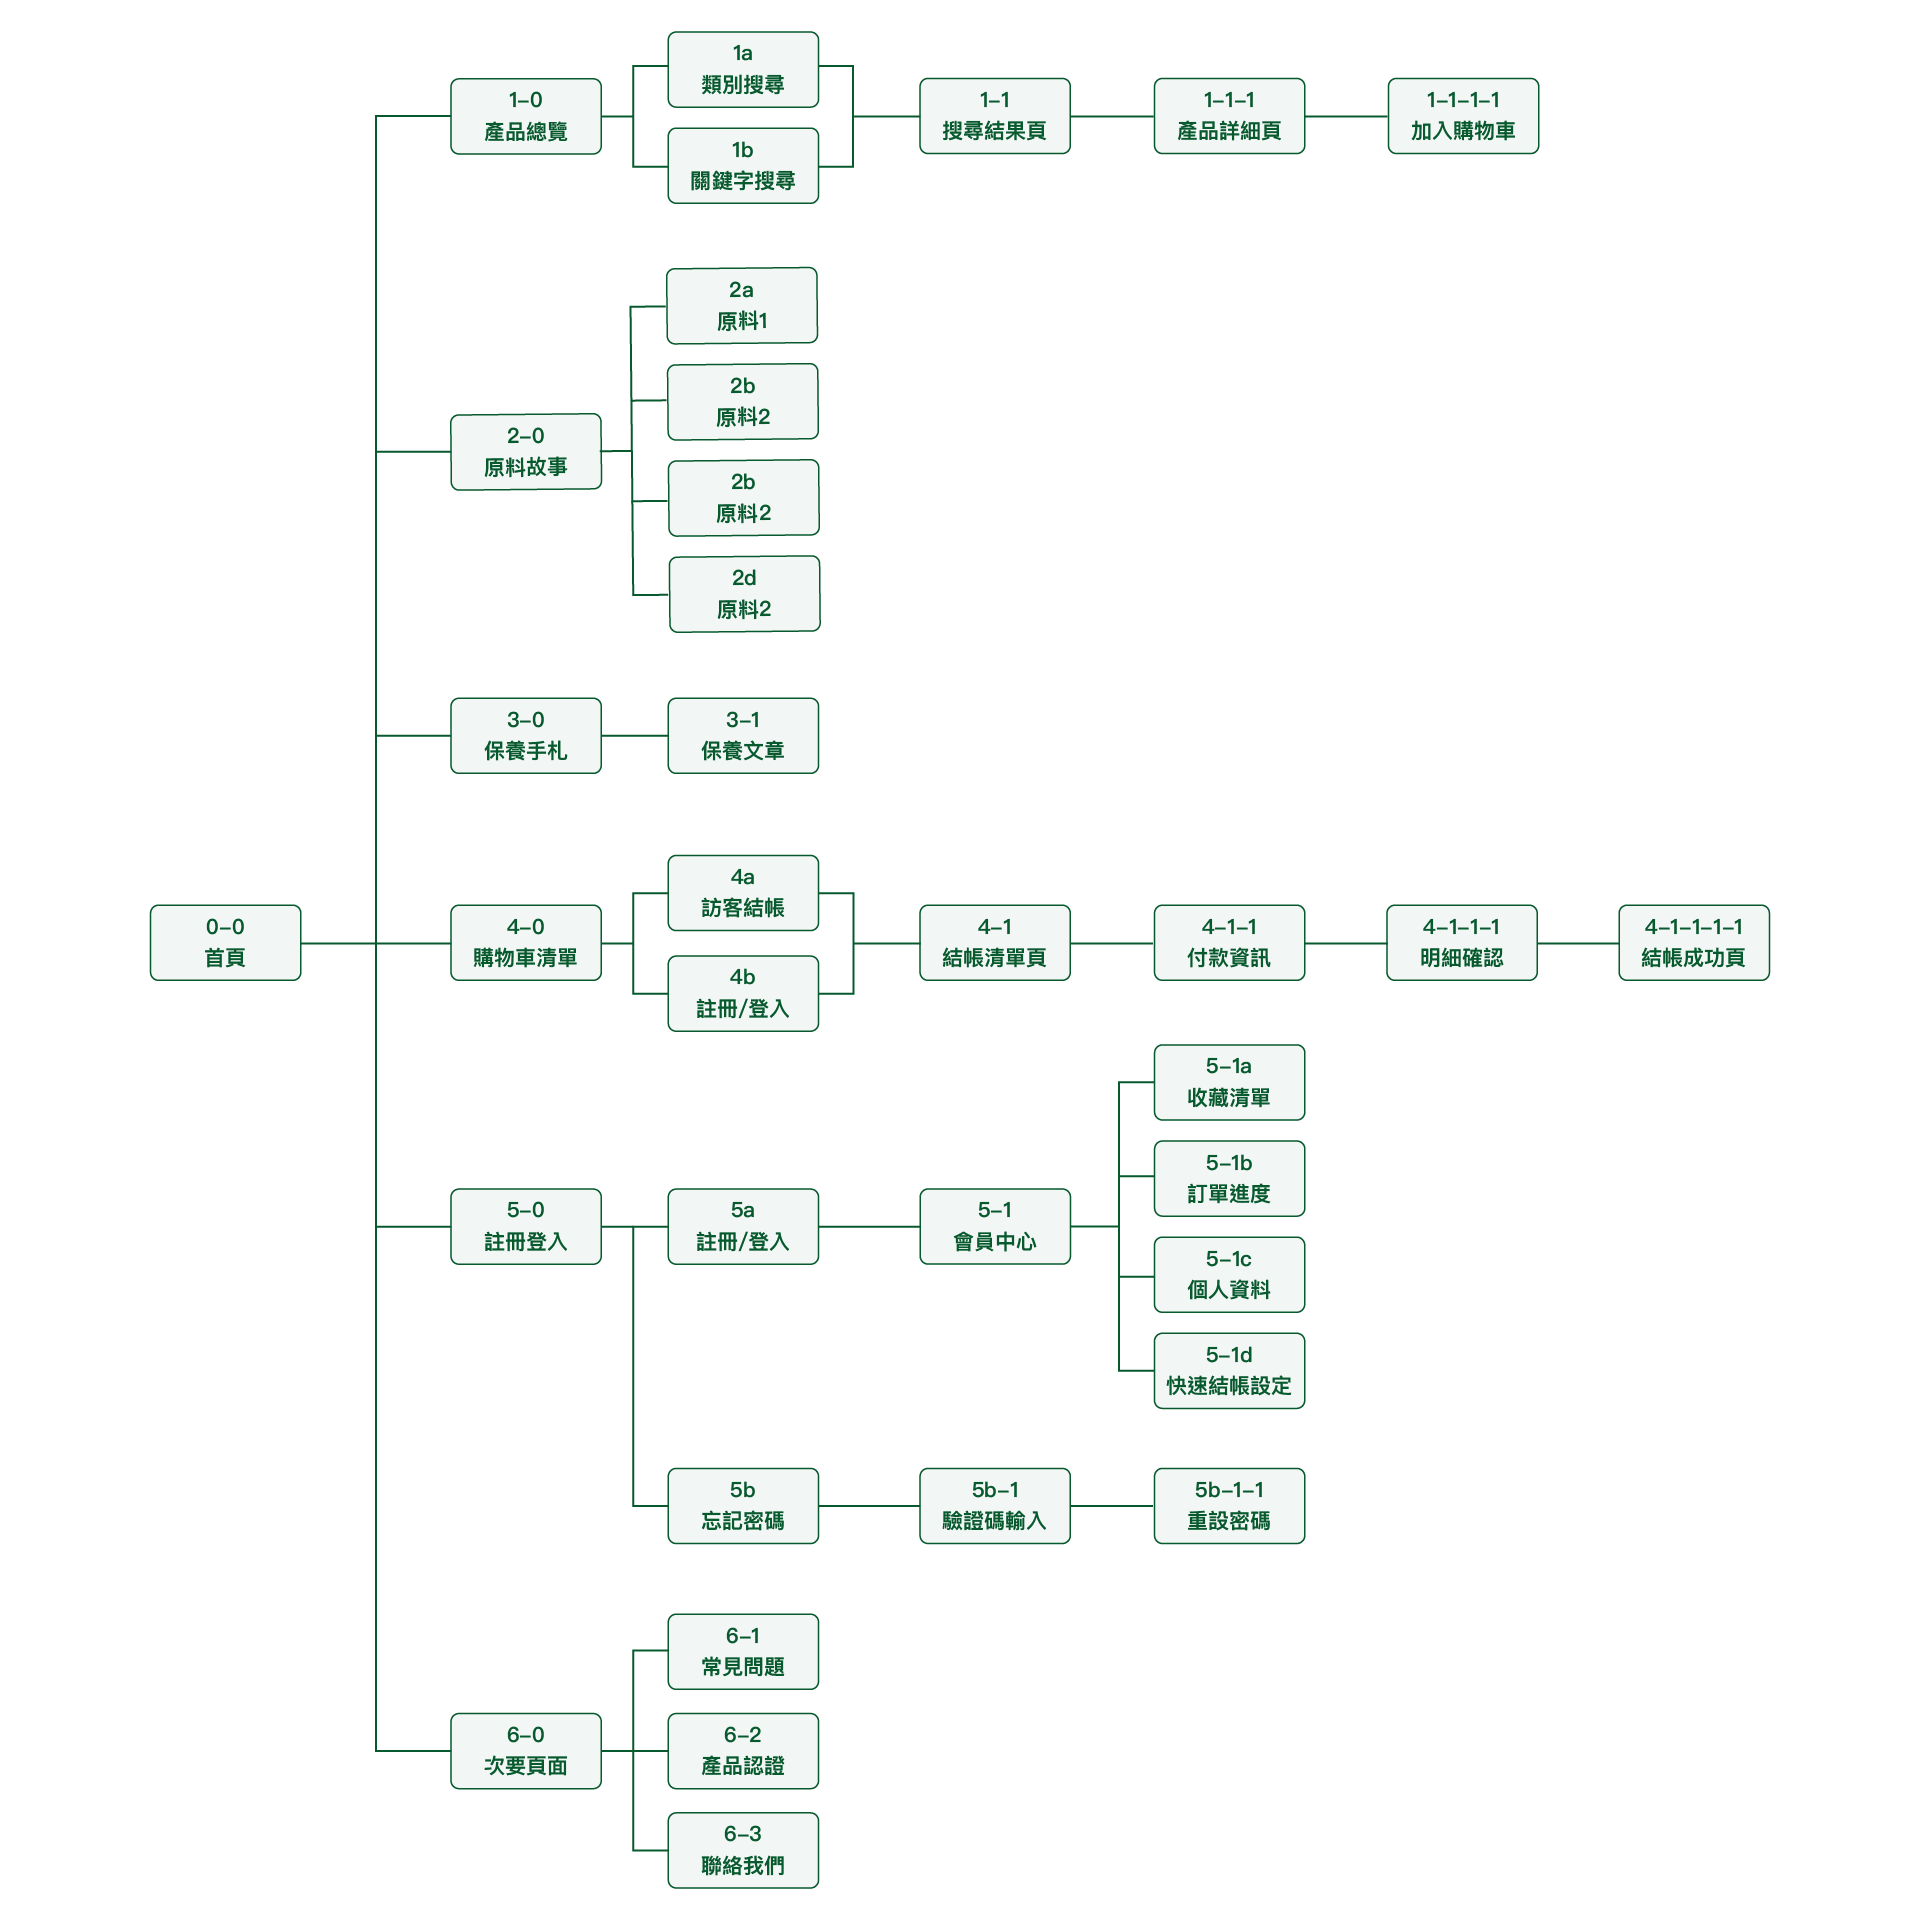 1a
類別搜尋
1-0
產品總覽
1b
關鍵字搜尋
1-1
搜尋結果頁
1-1-1
產品詳細頁
1-1-1-1
加入購物車
2-0
原料故事
2a
原料1
2b
原料2
2b
原料2
2d
原料2
3-0
保養手札
3-1
保養文章
0-0
首頁
4-0
購物車清單
4a
訪客結帳
4b
註冊/登入
4-1
結帳清單頁
4-1-1
付款資訊
4-1-1-1
明細確認
4-1-1-1-1
結帳成功頁
5-0
註冊登入
5a
註冊/登入
5-1
會員中心
5-1a
收藏清單
5-1b
訂單進度
5-1c
個人資料
5-1d
快速結帳設定
5b
忘記密碼
5b-1
驗證碼輸入
5b-1-1
重設密碼
6-0
次要頁面
6-1
常見問題
6-2
產品認證
6-3
聯絡我們